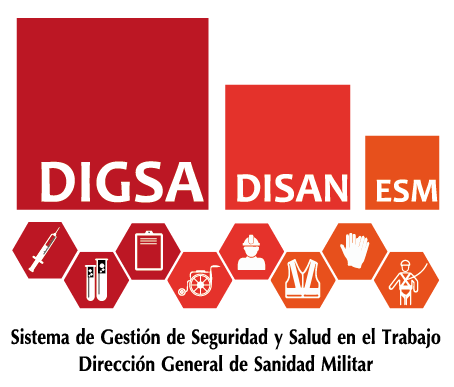 DIGSA DISAN ESM
Sistema de Gestión de Seguridad y Salud en el Trabajo
Dirección General de Sanidad Militar